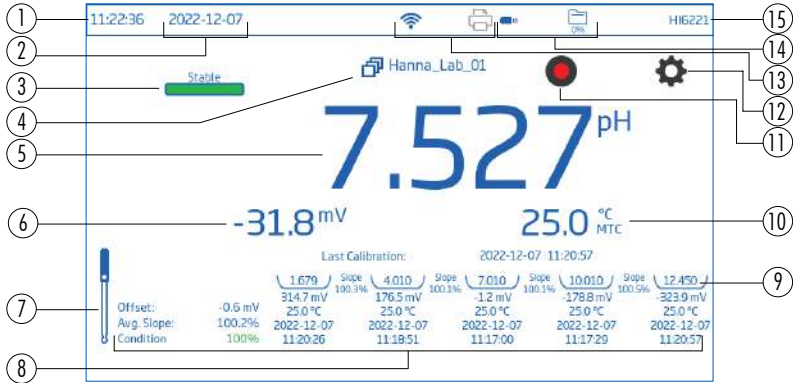 1 11:22:36 2022-12-07 0% HI6221 15
2 14
13
3 Stable Hanna_Lab_01 12
4 11
5 7.527 pH
6 -31.8 mV 25.0 °C MTC 10
Last Calibration: 2022-12-07 11:20:57
1.679 Slope 100.3% 4.010 Slope 100.1% 7.010 Slope 100.1% 10.010 Slope 100.5% 12.450 9
314.7 mV 176.5 mV -1.2 mV -178.8 mV -323.9 mV
7 Offset: -0.6 mV 25.0 °C 25.0 °C 25.0 °C 25.0 °C 25.0 °C
Avg. Slope: 100.2% 2022-12-07 2022-12-07 2022-12-07 2022-12-07 2022-12-07
Condition 100% 11:20:26 11:18:51 11:17:00 11:17:29 11:20:57
8